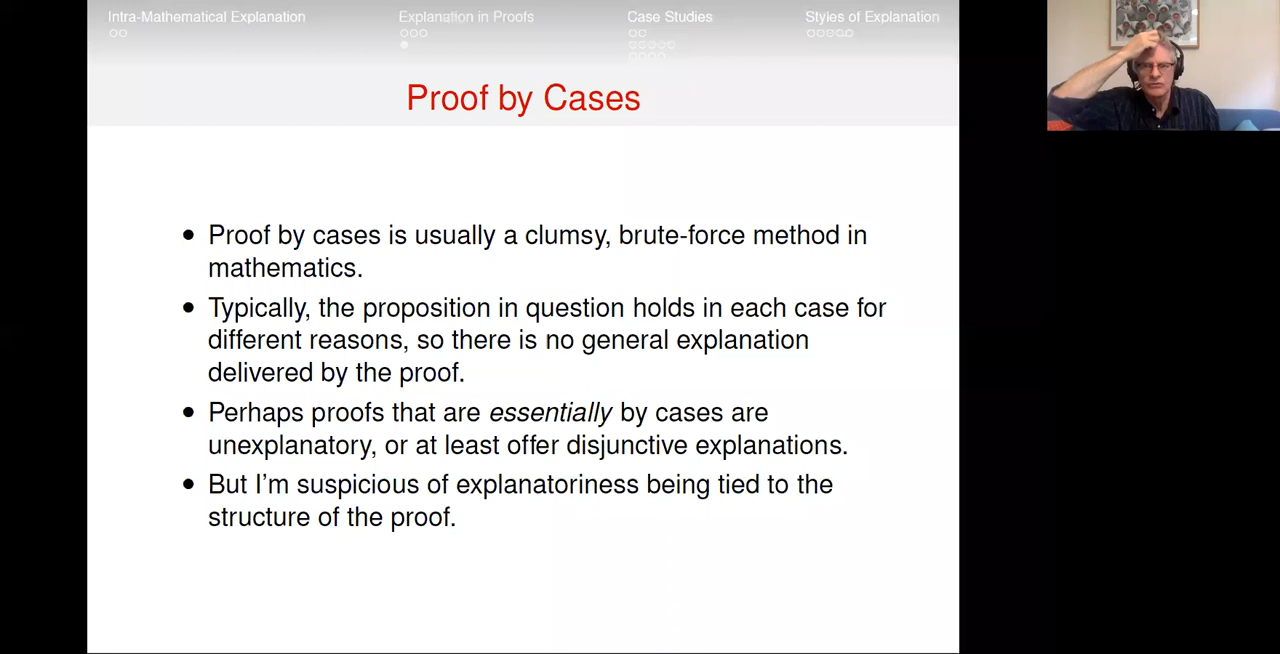 Intra-Mathematical Explanation
Explanation in Proofs
Case Studies
Styles of Explanation
Proof by Cases
• Proof by cases is usually a clumsy, brute-force method in
mathematics.
• Typically, the proposition in question holds in each case for
different reasons, so there is no general explanation
delivered by the proof.
• Perhaps proofs that are essentially by cases are
unexplanatory, or at least offer disjunctive explanations.
• But I'm suspicious of explanatoriness being tied to the
structure of the proof.